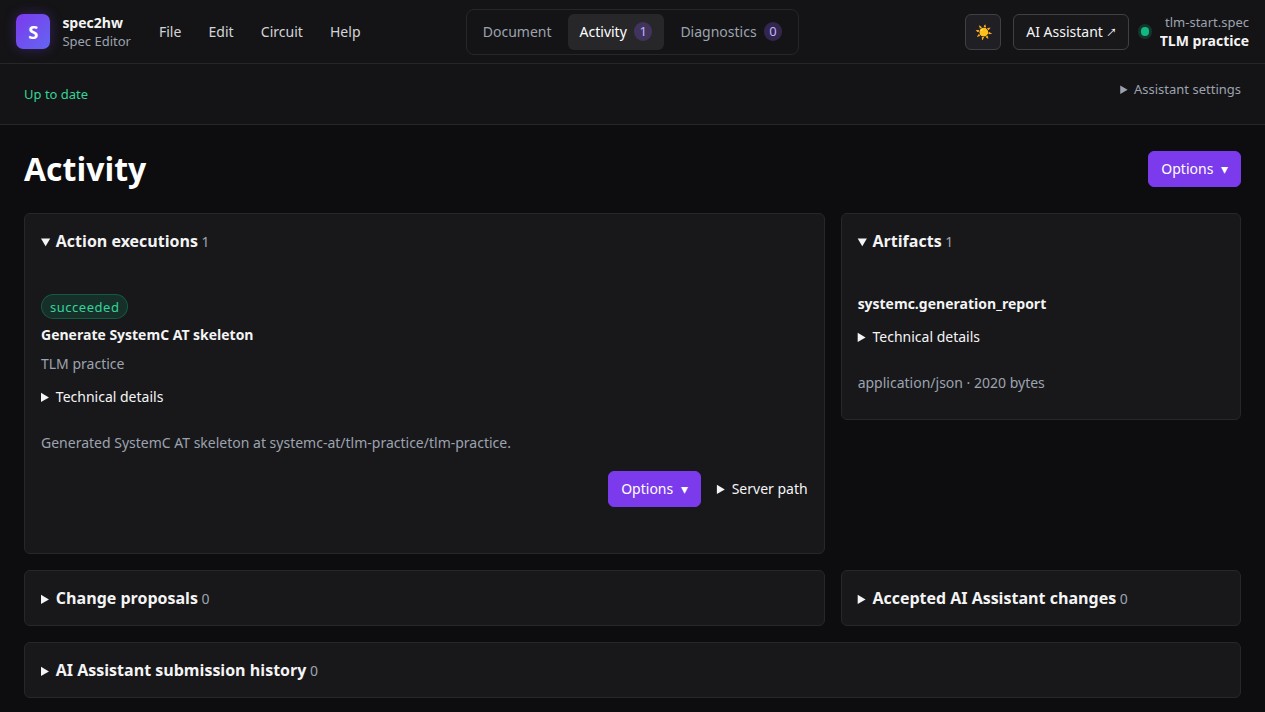 S
spec2hw
Spec Editor
File Edit Circuit Help
Document Activity 1 Diagnostics 0
AI Assistant ↗
tlm-start.spec
TLM practice
Up to date
▶ Assistant settings
Activity
Options ▾
▼ Action executions 1
succeeded
Generate SystemC AT skeleton
TLM practice
▶ Technical details
Generated SystemC AT skeleton at systemc-at/tlm-practice/tlm-practice.
Options ▾ ▶ Server path
▼ Artifacts 1
systemc.generation_report
▶ Technical details
application/json · 2020 bytes
▶ Change proposals 0
▶ Accepted AI Assistant changes 0
▶ AI Assistant submission history 0